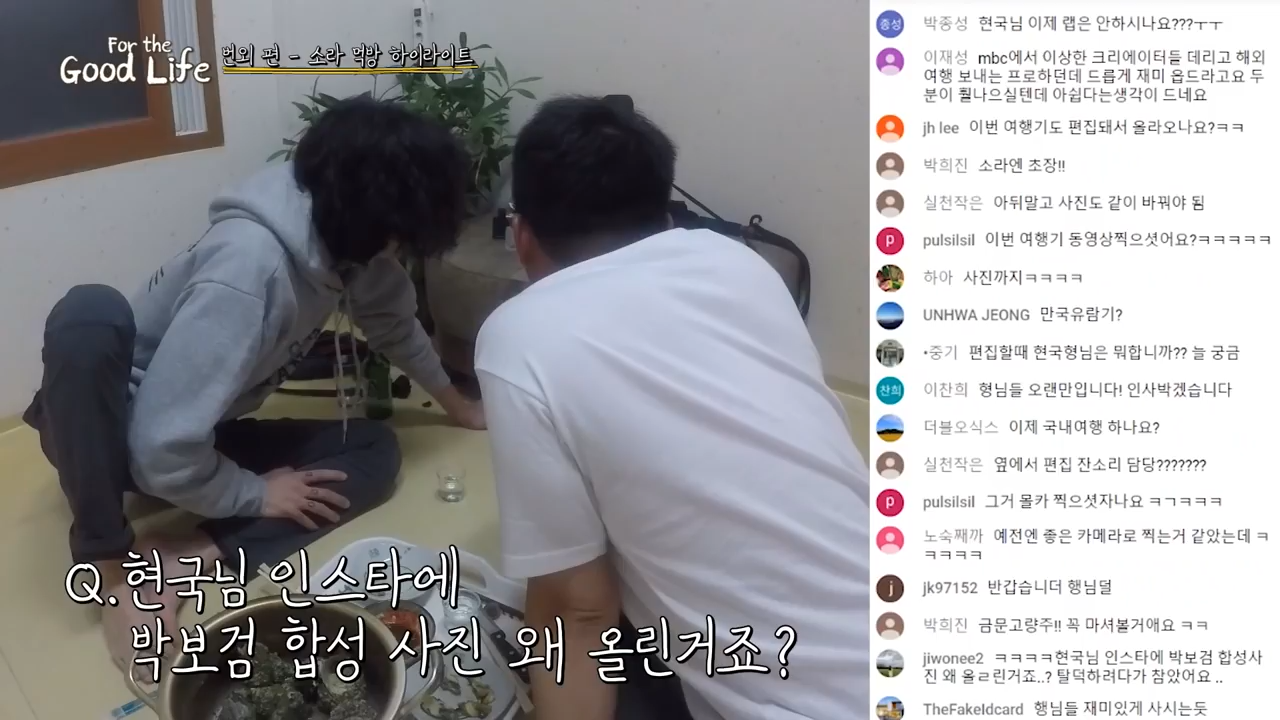 For the
Good Life
번외 편 - 소라 먹방 하이라이트
Q.현국님 인스타에
박보검 합성 사진 왜 올린거죠?
종성 박종성 현국님 이제 랩은 안하시나요???ㅜㅜ
이재성 mbc에서 이상한 크리에이터들 데리고 해외
여행 보내는 프로하던데 드릅게 재미 읍드라고요 두
분이 훨나으실텐데 아쉽다는생각이 드네요
jh lee 이번 여행기도 편집돼서 올라오나요?ㅋㅋ
박희진 소라엔 초장!!
실천작은 아뒤말고 사진도 같이 바꿔야 됨
p pulsilsil 이번 여행기 동영상찍으셧어요?ㅋㅋㅋㅋㅋ
하아 사진까지ㅋㅋㅋㅋ
UNHWA JEONG 만국유람기?
•중기 편집할때 현국형님은 뭐합니까?? 늘 궁금
찬희 이찬희 형님들 오랜만입니다! 인사박겠습니다
더블오식스 이제 국내여행 하나요?
실천작은 옆에서 편집 잔소리 담당???????
p pulsilsil 그거 몰카 찍으셧자나요 ㅋㄱㅋㅋㅋ
노숙째까 예전엔 좋은 카메라로 찍는거 같았는데 ㅋ
ㅋㅋㅋㅋ
j jk97152 반갑습니더 행님덜
박희진 금문고량주!! 꼭 마셔볼거애요 ㅋㅋ
jiwonee2 ㅋㅋㅋㅋ현국님 인스타에 박보검 합성사
진 왜 올ㄹ린거죠..? 탈덕하려다가 참았어요 ..
TheFakeIdcard 행님들 재미있게 사시는듯